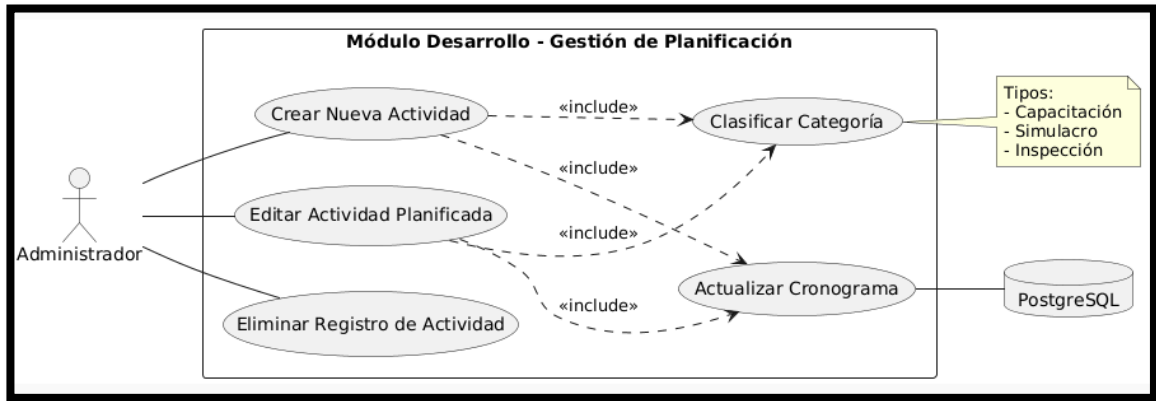 Módulo Desarrollo - Gestión de Planificación
Crear Nueva Actividad
«include»
Clasificar Categoría
Tipos:
- Capacitación
- Simulacro
- Inspección
«include»
Editar Actividad Planificada
«include»
Administrador
Actualizar Cronograma
PostgreSQL
«include»
Eliminar Registro de Actividad